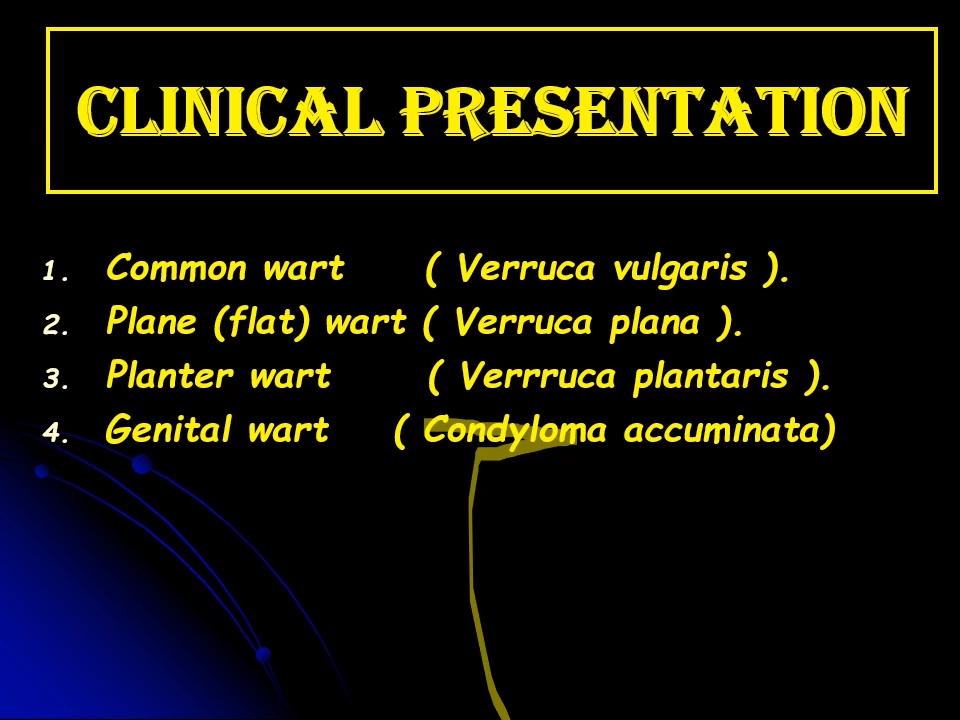 CLINICAL PRESENTATION
1. Common wart ( Verruca vulgaris ).
2. Plane (flat) wart ( Verruca plana ).
3. Planter wart ( Verrruca plantaris ).
4. Genital wart ( Condyloma accuminata)